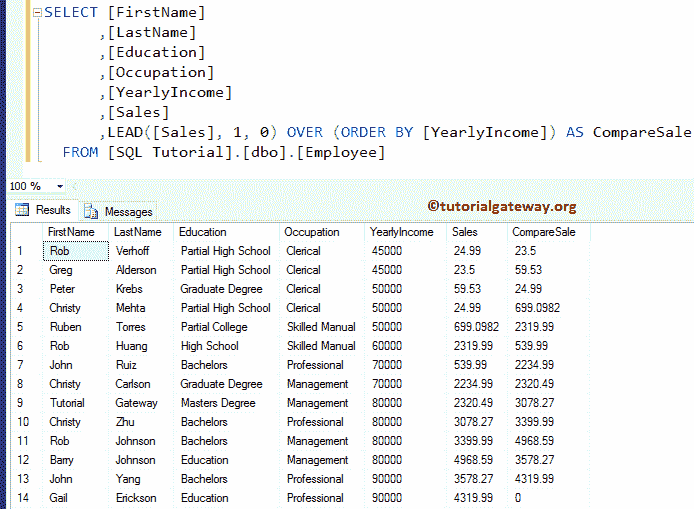 SELECT [FirstName]
,[LastName]
,[Education]
,[Occupation]
,[YearlyIncome]
,[Sales]
,LEAD([Sales], 1, 0) OVER (ORDER BY [YearlyIncome]) AS CompareSale
FROM [SQL Tutorial].[dbo].[Employee]
100 %
©tutorialgateway.org
Results Messages
FirstName LastName Education Occupation YearlyIncome Sales CompareSale
1 Rob Verhoff Partial High School Clerical 45000 24.99 23.5
2 Greg Alderson Partial High School Clerical 45000 23.5 59.53
3 Peter Krebs Graduate Degree Clerical 50000 59.53 24.99
4 Christy Mehta Partial High School Clerical 50000 24.99 699.0982
5 Ruben Torres Partial College Skilled Manual 50000 699.0982 2319.99
6 Rob Huang High School Skilled Manual 60000 2319.99 539.99
7 John Ruiz Bachelors Professional 70000 539.99 2234.99
8 Christy Carlson Graduate Degree Management 70000 2234.99 2320.49
9 Tutorial Gateway Masters Degree Management 80000 2320.49 3078.27
10 Christy Zhu Bachelors Professional 80000 3078.27 3399.99
11 Rob Johnson Bachelors Management 80000 3399.99 4968.59
12 Barry Johnson Education Management 80000 4968.59 3578.27
13 John Yang Bachelors Professional 90000 3578.27 4319.99
14 Gail Erickson Education Professional 90000 4319.99 0